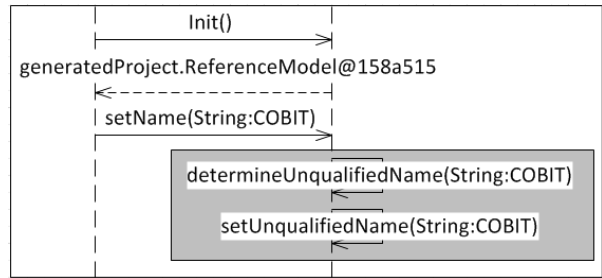 Init()
generatedProject.ReferenceModel@158a515
setName(String:COBIT)
determineUnqualifiedName(String:COBIT)
setUnqualifiedName(String:COBIT)